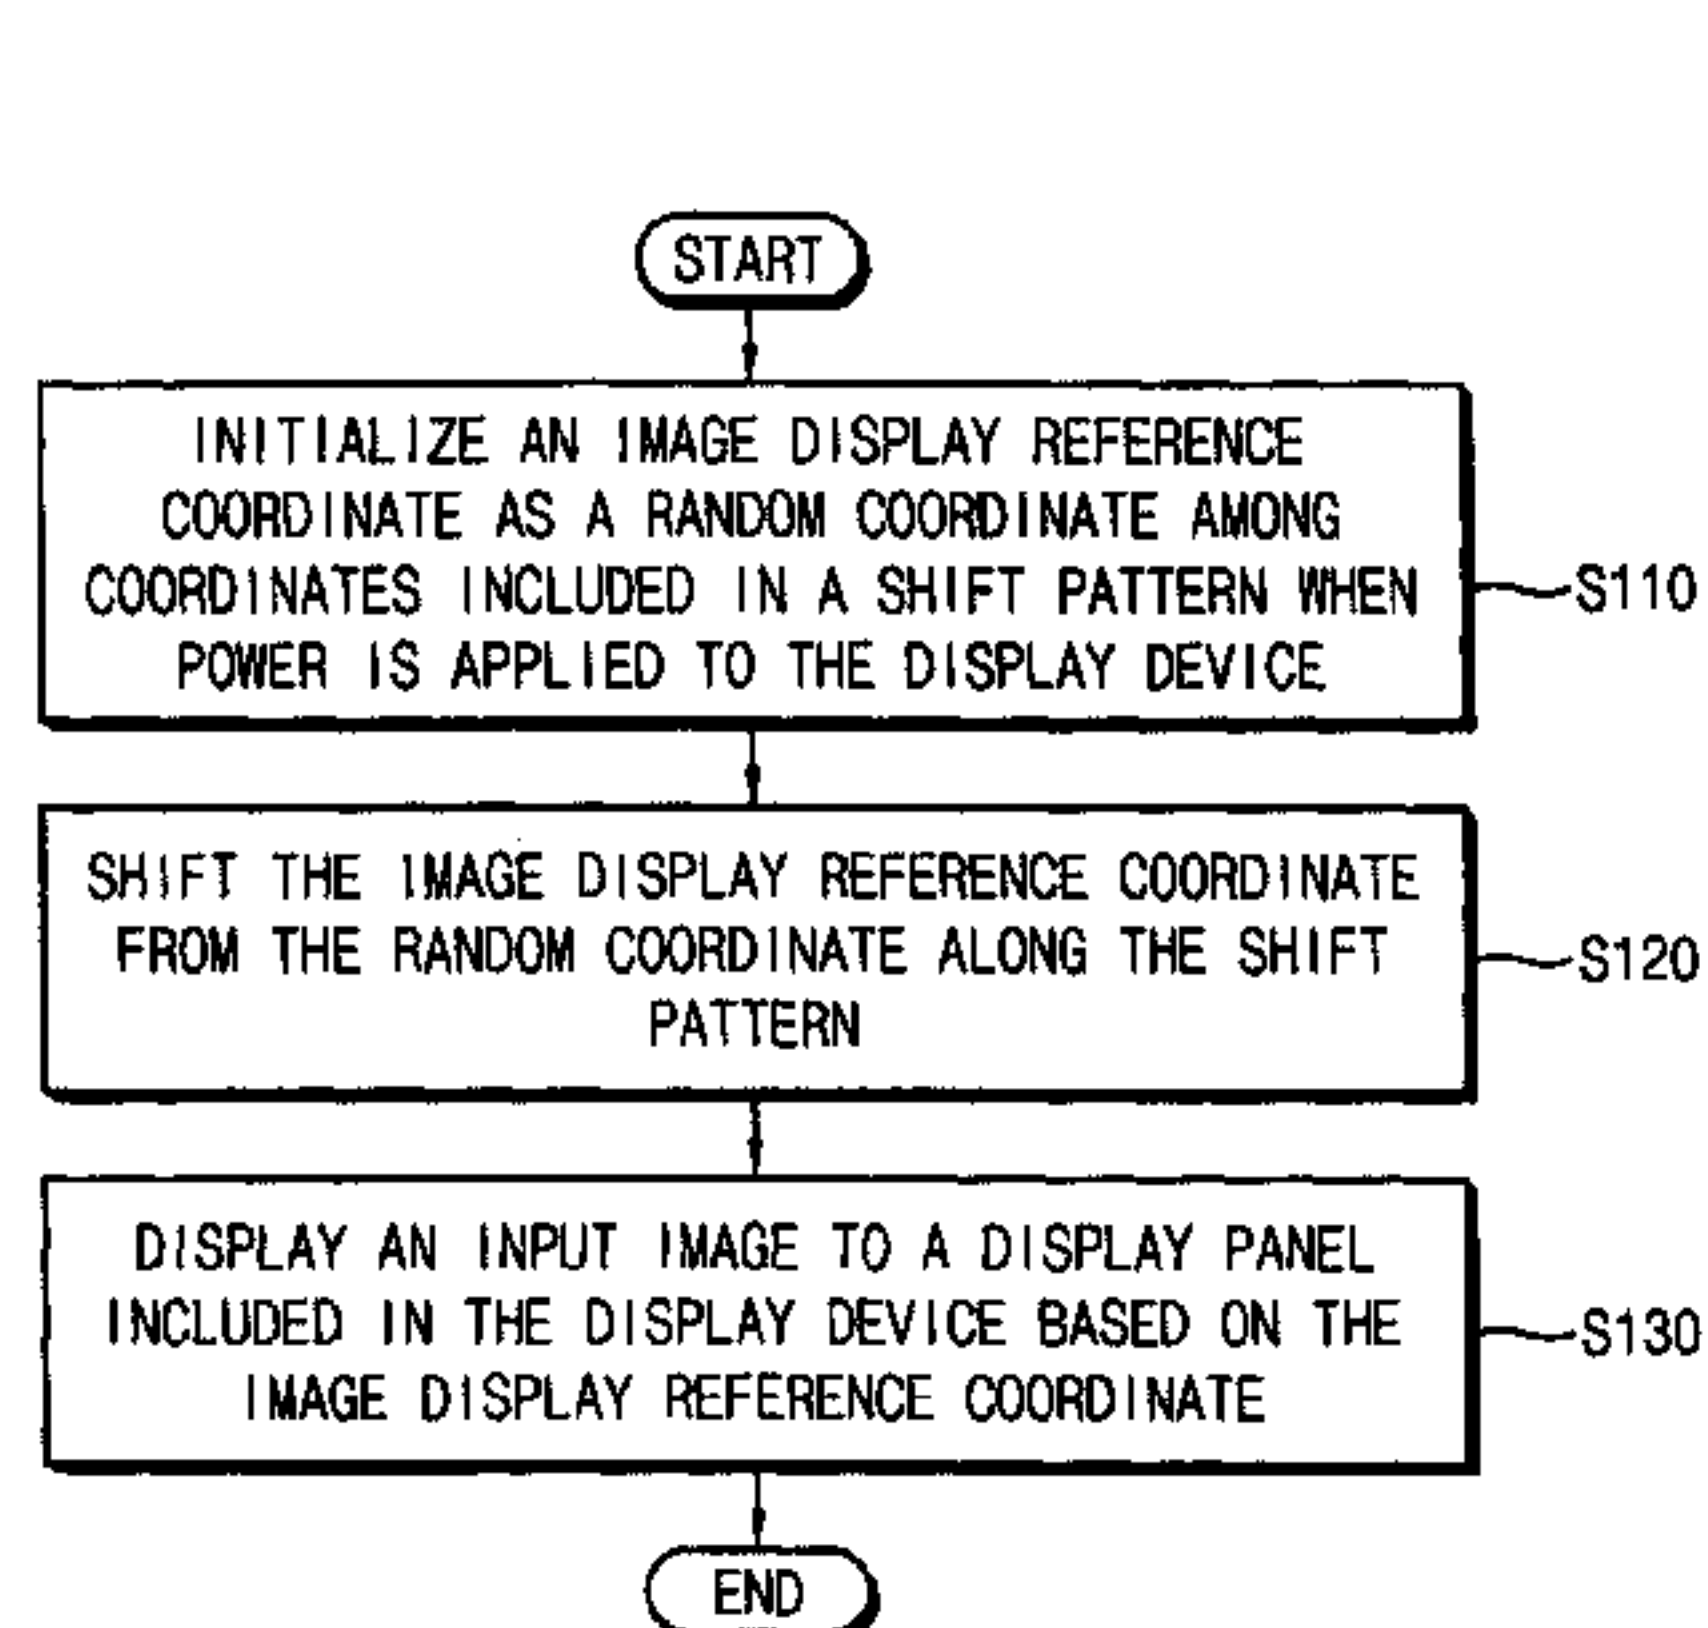 START
INITIALIZE AN IMAGE DISPLAY REFERENCE
COORDINATE AS A RANDOM COORDINATE AMONG
COORDINATES INCLUDED IN A SHIFT PATTERN WHEN
POWER IS APPLIED TO THE DISPLAY DEVICE
S110
SHIFT THE IMAGE DISPLAY REFERENCE COORDINATE
FROM THE RANDOM COORDINATE ALONG THE SHIFT
PATTERN
S120
DISPLAY AN INPUT IMAGE TO A DISPLAY PANEL
INCLUDED IN THE DISPLAY DEVICE BASED ON THE
IMAGE DISPLAY REFERENCE COORDINATE
S130
END